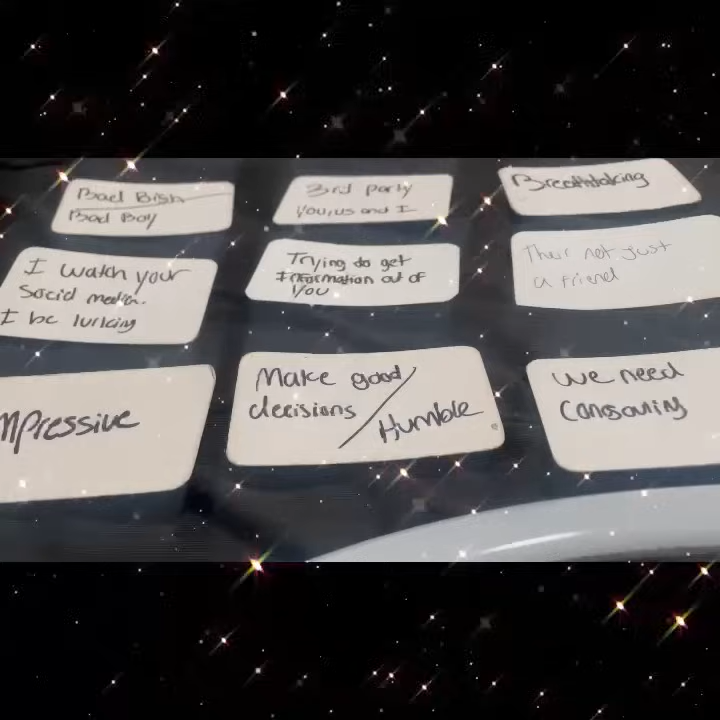 Bad Bish
Bad Boy
3rd party
You, us and I
Breathtaking
I watch your
Social media.
I be lurking
Trying to get
Information out of
you
Their not just
a friend
mpressive
Make good
decisions / Humble
We need